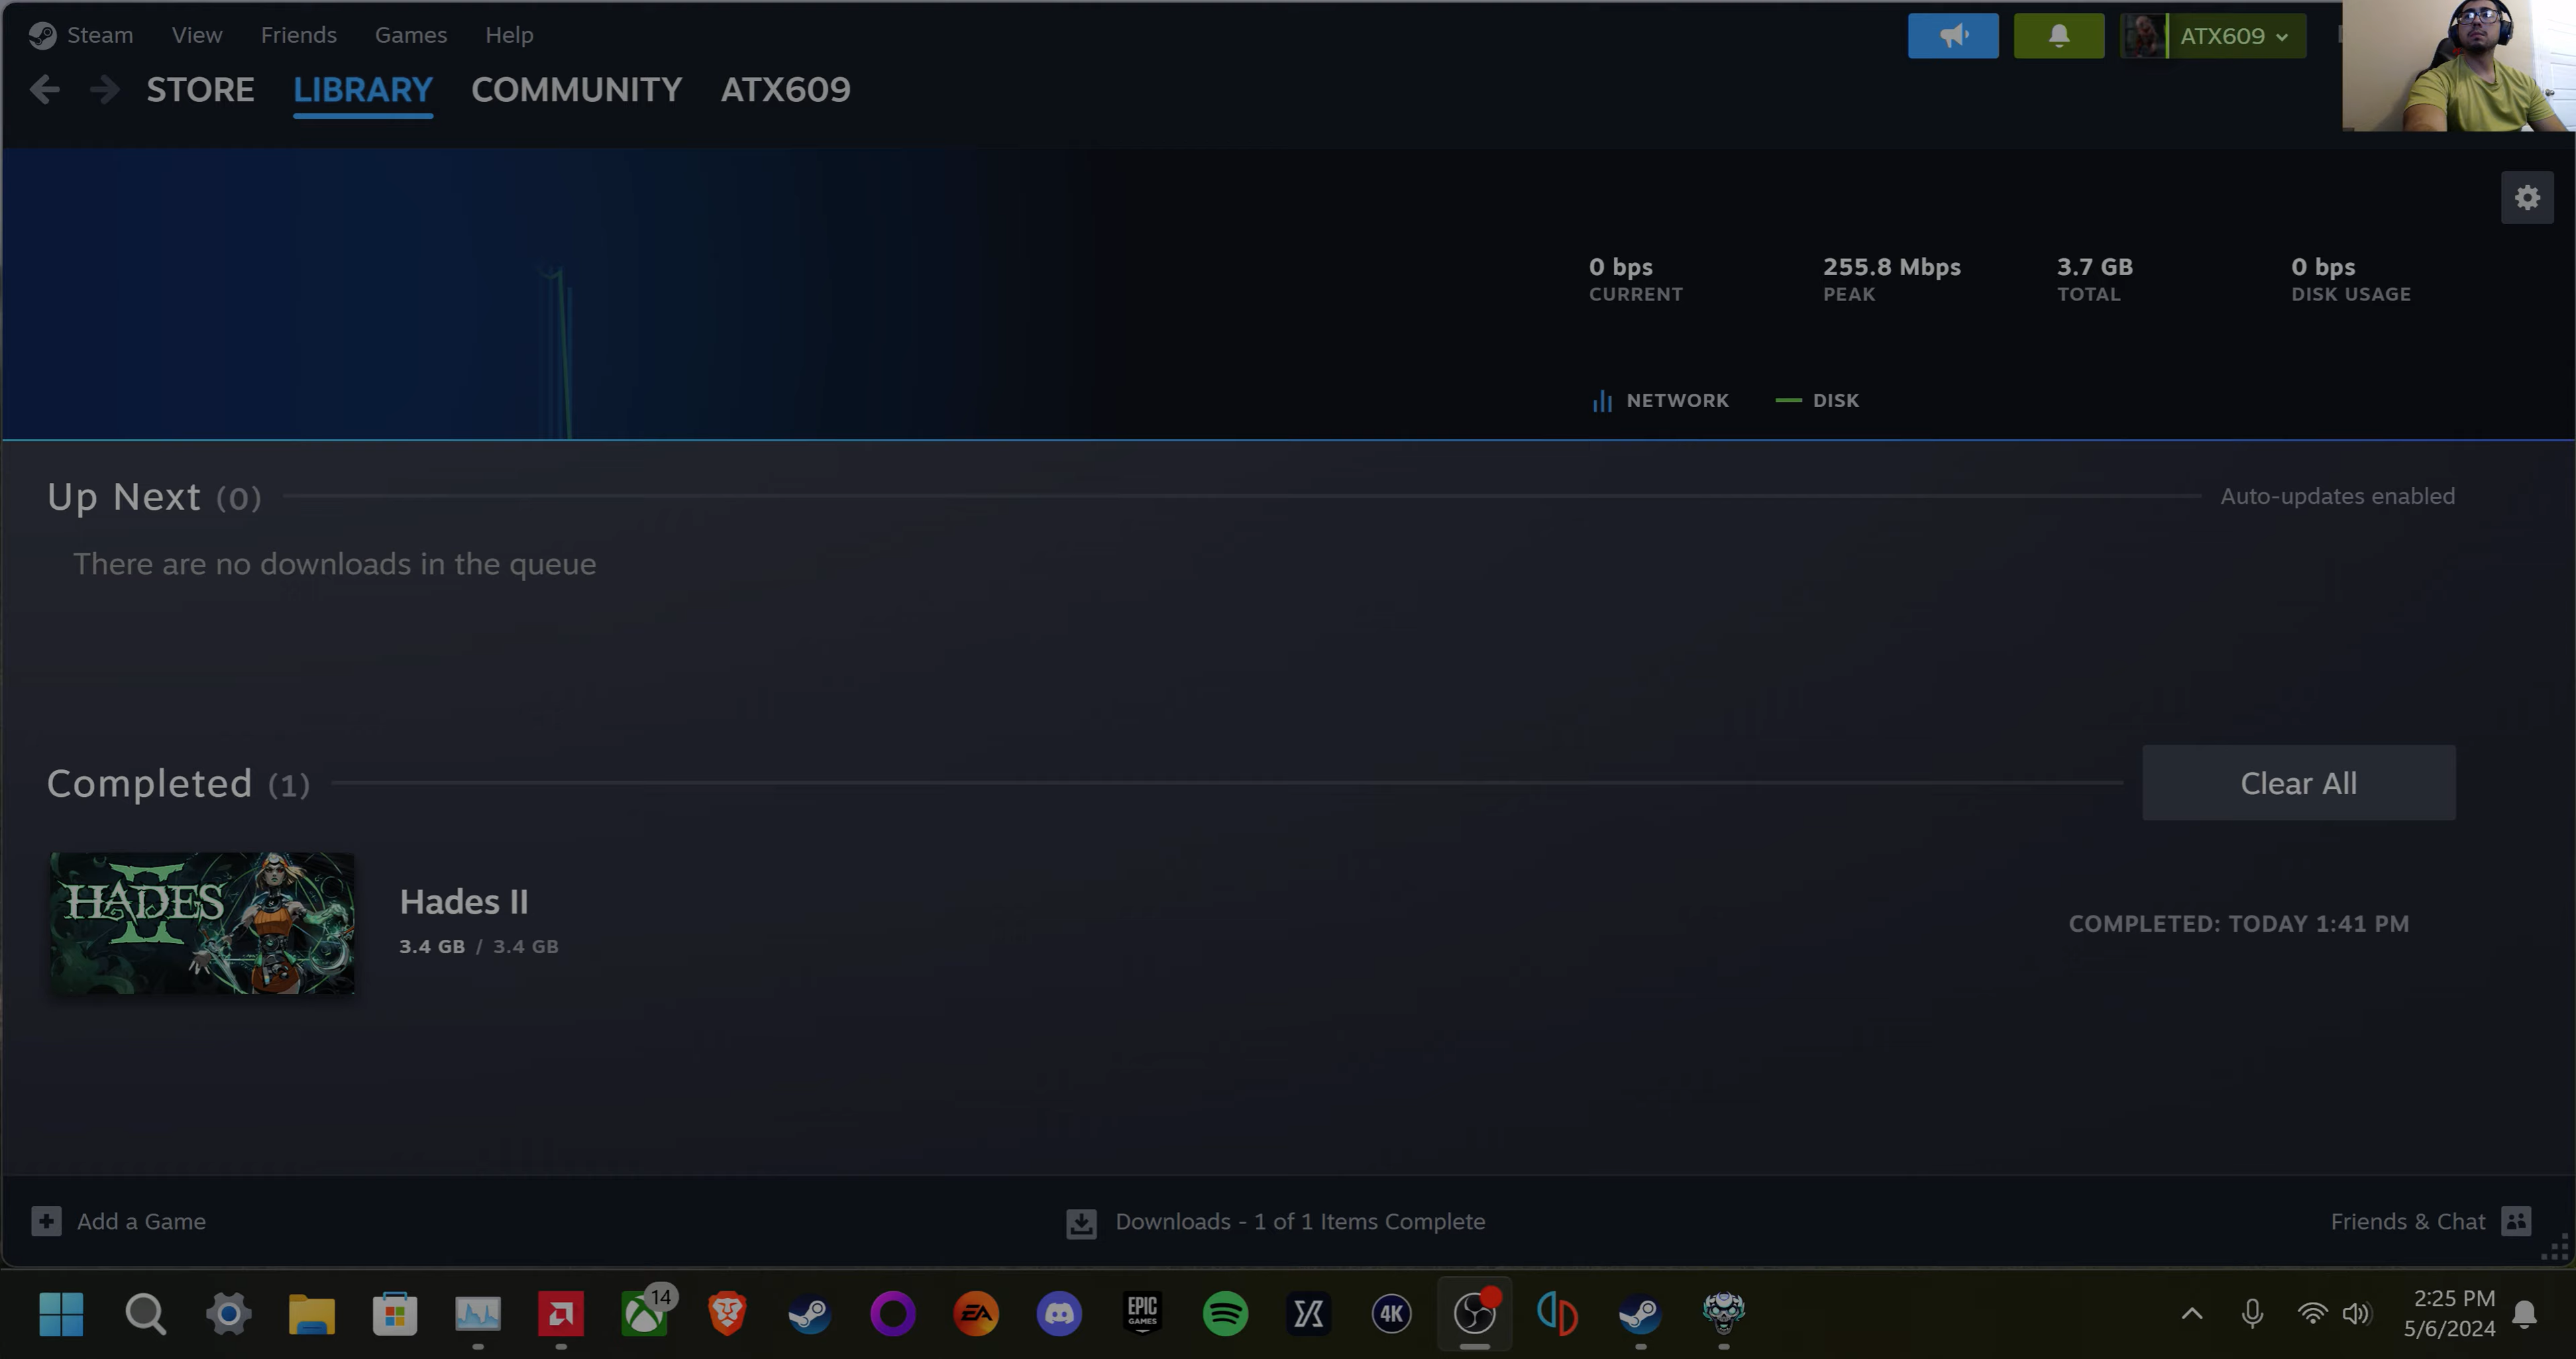 Steam View Friends Games Help
ATX609
STORE LIBRARY COMMUNITY ATX609
0 bps 255.8 Mbps 3.7 GB 0 bps
CURRENT PEAK TOTAL DISK USAGE
NETWORK DISK
Up Next (0) Auto-updates enabled
There are no downloads in the queue
Completed (1) Clear All
HADES II
Hades II
3.4 GB / 3.4 GB
COMPLETED: TODAY 1:41 PM
Add a Game Downloads - 1 of 1 Items Complete Friends & Chat
14
EA EPIC GAMES 4K
2:25 PM
5/6/2024